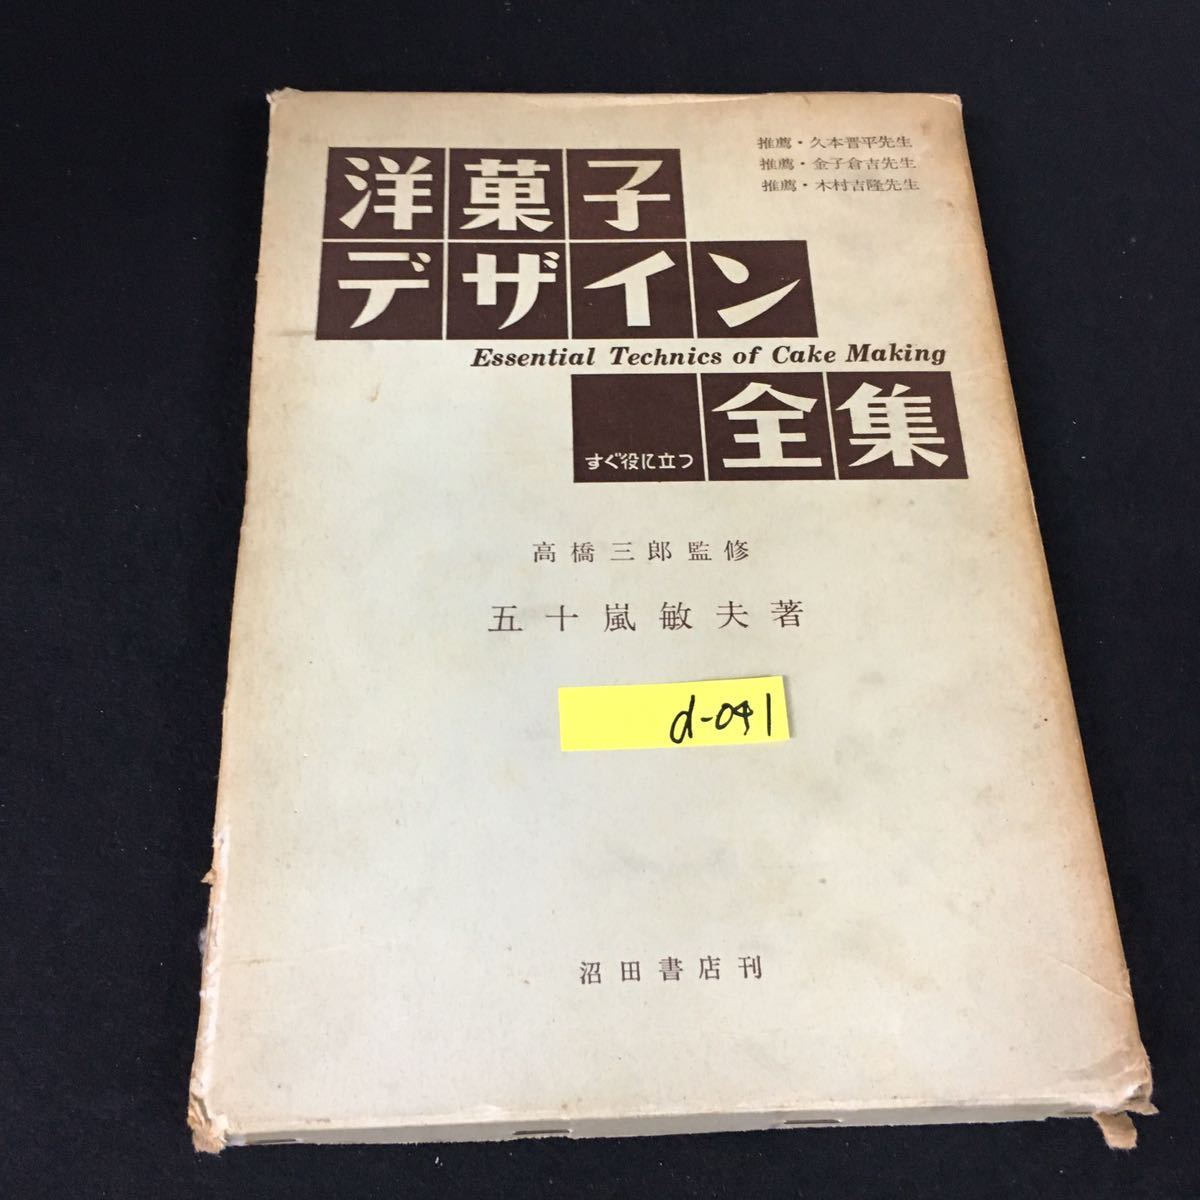 推薦・久本晋平先生
推薦・金子倉吉先生
推薦・木村吉隆先生
洋菓子
デザイン
Essential Technics of Cake Making
すぐ役に立つ
全集
高橋三郎監修
五十嵐敏夫著
d-041
沼田書店刊